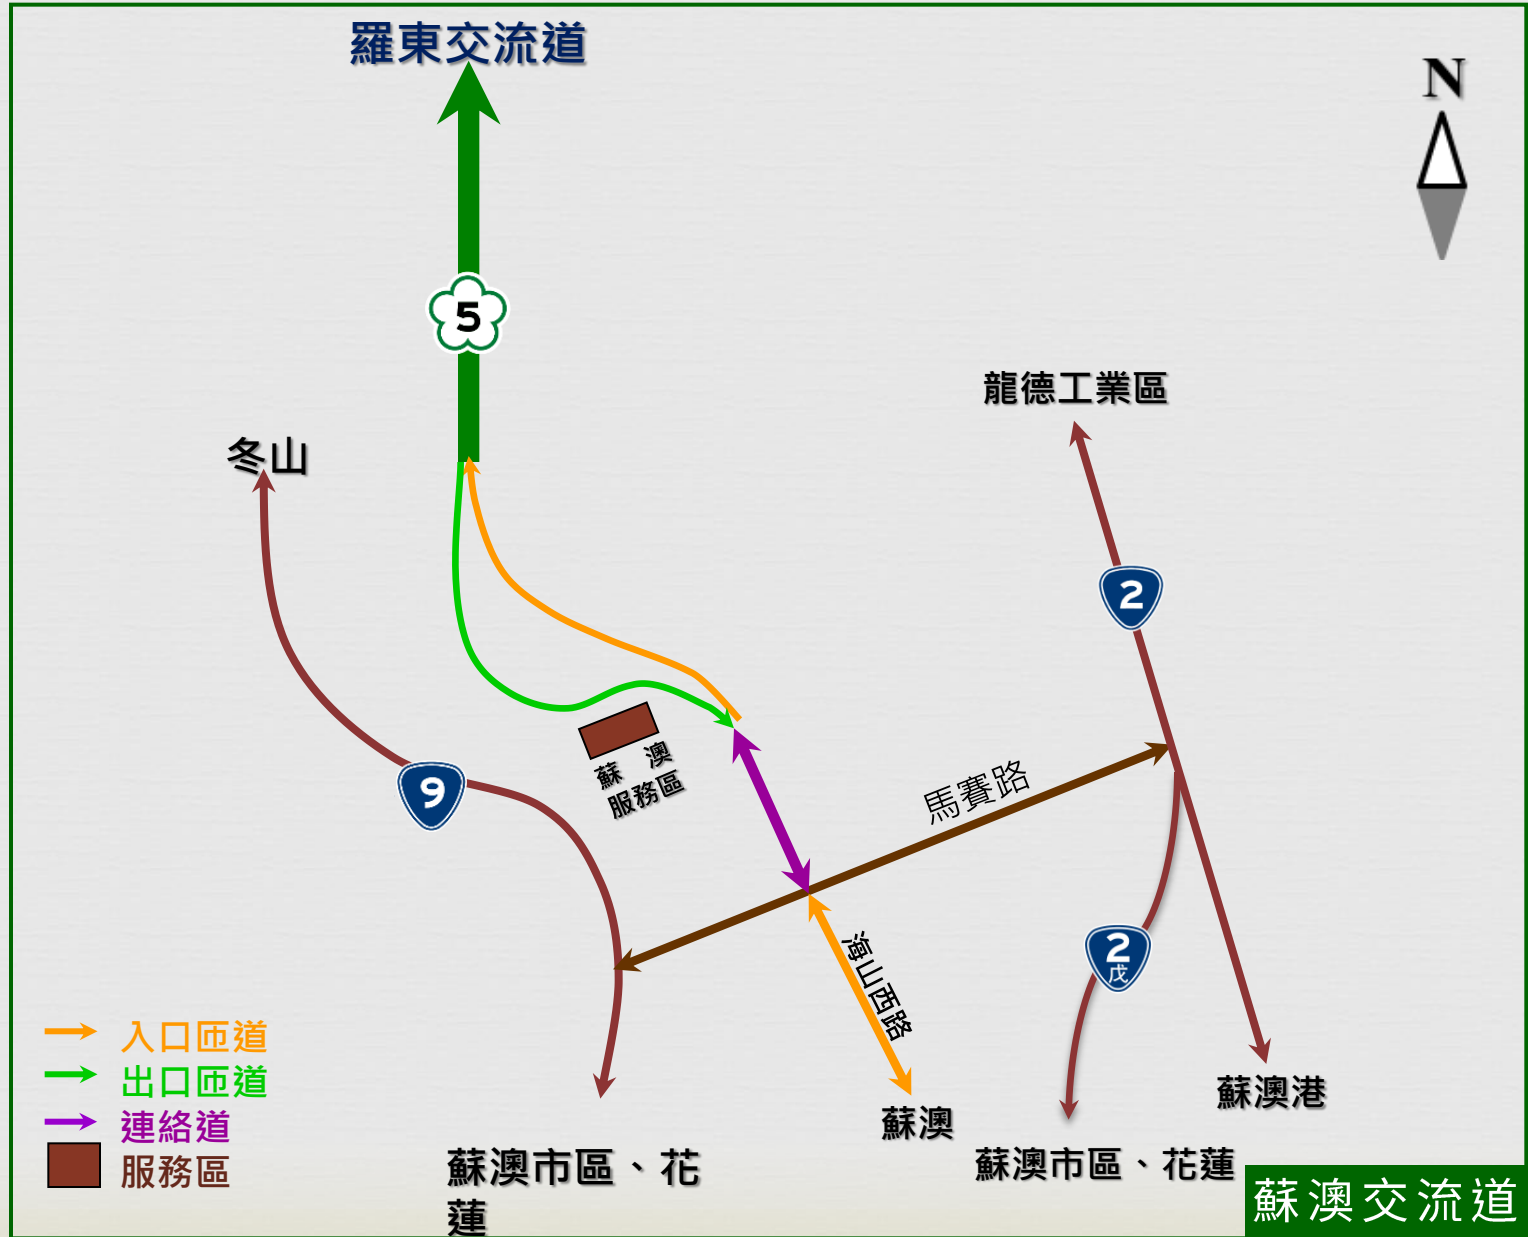 羅東交流道
N
5
龍德工業區
冬山
2
蘇 澳
服務區
9
馬賽路
海山西路
2
戊
入口匝道
出口匝道
連絡道
服務區
蘇澳港
蘇澳
蘇澳市區、花
蓮
蘇澳市區、花蓮
蘇澳交流道